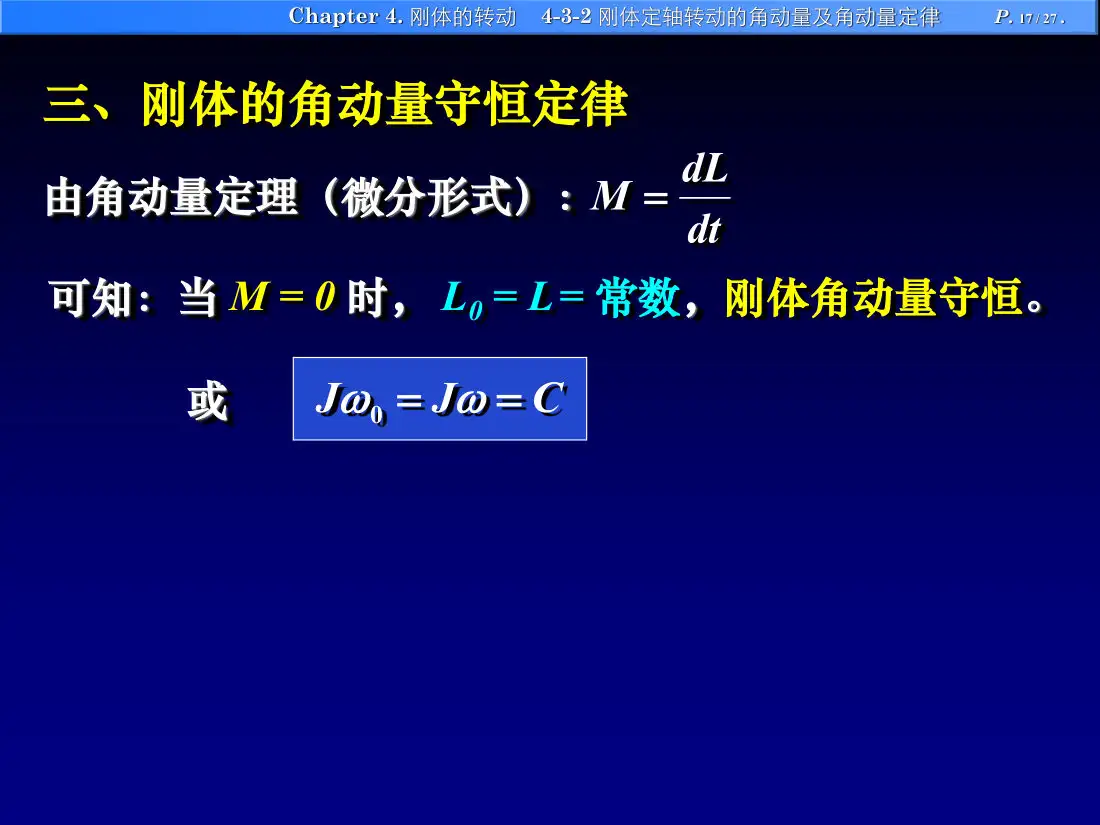 Chapter 4. 刚体的转动 4-3-2 刚体定轴转动的角动量及角动量定律 P. 17 / 27 .
三、刚体的角动量守恒定律
由角动量定理（微分形式）: M = dL/dt
可知: 当 M = 0 时, L₀ = L = 常数, 刚体角动量守恒。
或 Jω₀ = Jω = C